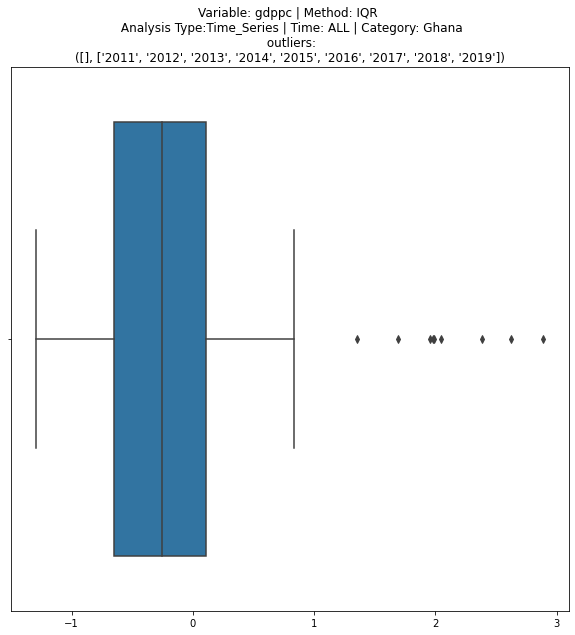 Variable: gdppc | Method: IQR
Analysis Type:Time_Series | Time: ALL | Category: Ghana
outliers:
([], ['2011', '2012', '2013', '2014', '2015', '2016', '2017', '2018', '2019'])
−1 0 1 2 3